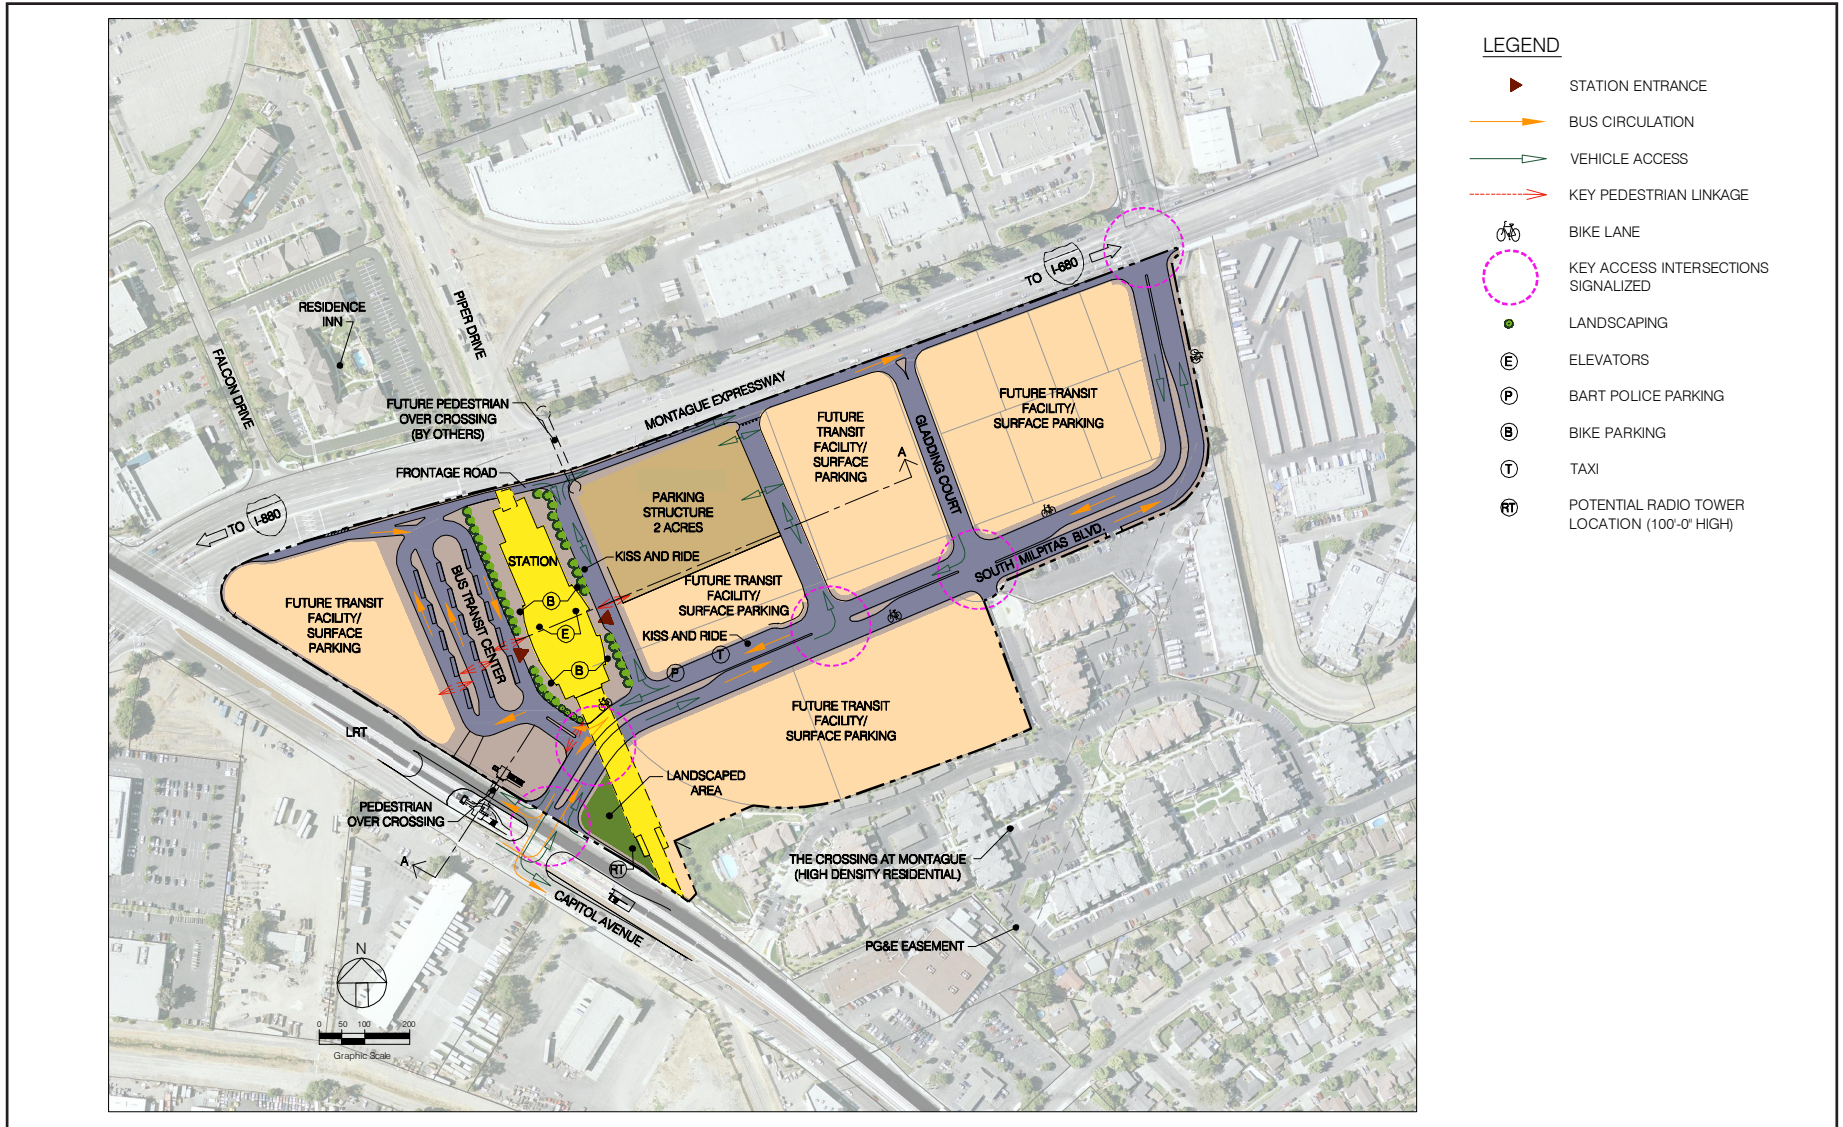 LEGEND
STATION ENTRANCE
BUS CIRCULATION
VEHICLE ACCESS
KEY PEDESTRIAN LINKAGE
BIKE LANE
KEY ACCESS INTERSECTIONS
SIGNALIZED
LANDSCAPING
E
ELEVATORS
P
BART POLICE PARKING
B
BIKE PARKING
T
TAXI
RT
POTENTIAL RADIO TOWER
LOCATION (100'-0" HIGH)
TO I-680
RESIDENCE
INN
PIPER DRIVE
FALCON DRIVE
FUTURE PEDESTRIAN
OVER CROSSING
(BY OTHERS)
MONTAGUE EXPRESSWAY
FRONTAGE ROAD
TO I-880
FUTURE TRANSIT
FACILITY/
SURFACE PARKING
FUTURE
TRANSIT
FACILITY/
SURFACE
PARKING
A
GLADDING COURT
PARKING
STRUCTURE
2 ACRES
STATION
KISS AND RIDE
BUS TRANSIT CENTER
FUTURE TRANSIT
FACILITY/
SURFACE PARKING
SOUTH MILPITAS BLVD.
FUTURE TRANSIT
FACILITY/
SURFACE
PARKING
B
E
B
KISS AND RIDE
T
P
FUTURE TRANSIT
FACILITY/
SURFACE PARKING
LRT
LANDSCAPED
AREA
PEDESTRIAN
OVER CROSSING
A
RT
THE CROSSING AT MONTAGUE
(HIGH DENSITY RESIDENTIAL)
CAPITOL AVENUE
PG&E EASEMENT
N
0 50 100 200
Graphic Scale